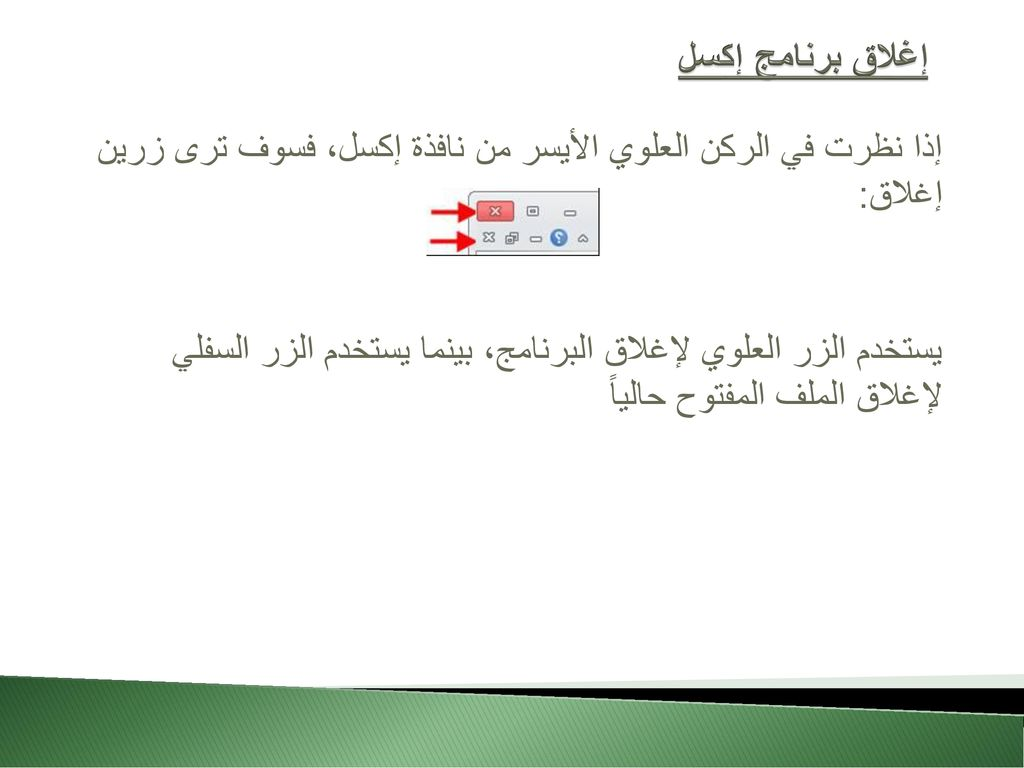 إغلاق برنامج إكسل
إذا نظرت في الركن العلوي الأيسر من نافذة إكسل، فسوف ترى زرين
إغلاق:
يستخدم الزر العلوي لإغلاق البرنامج، بينما يستخدم الزر السفلي
لإغلاق الملف المفتوح حالياً